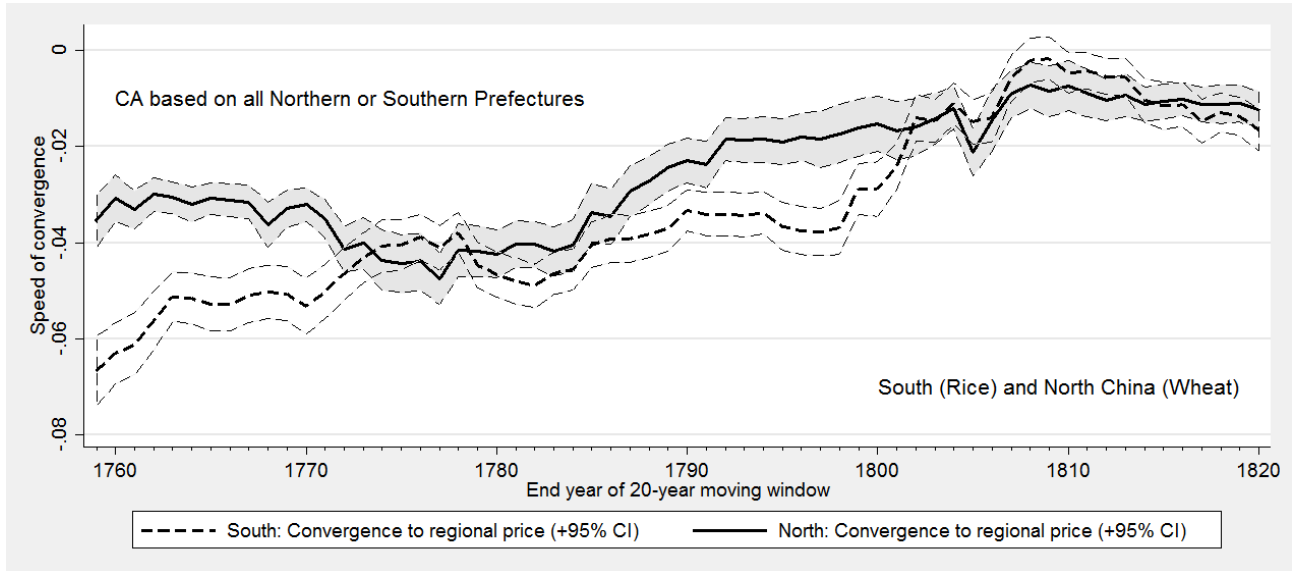 CA based on all Northern or Southern Prefectures
South (Rice) and North China (Wheat)
Speed of convergence
0
-.02
-.04
-.06
-.08
1760 1770 1780 1790 1800 1810 1820
End year of 20-year moving window
South: Convergence to regional price (+95% CI) North: Convergence to regional price (+95% CI)